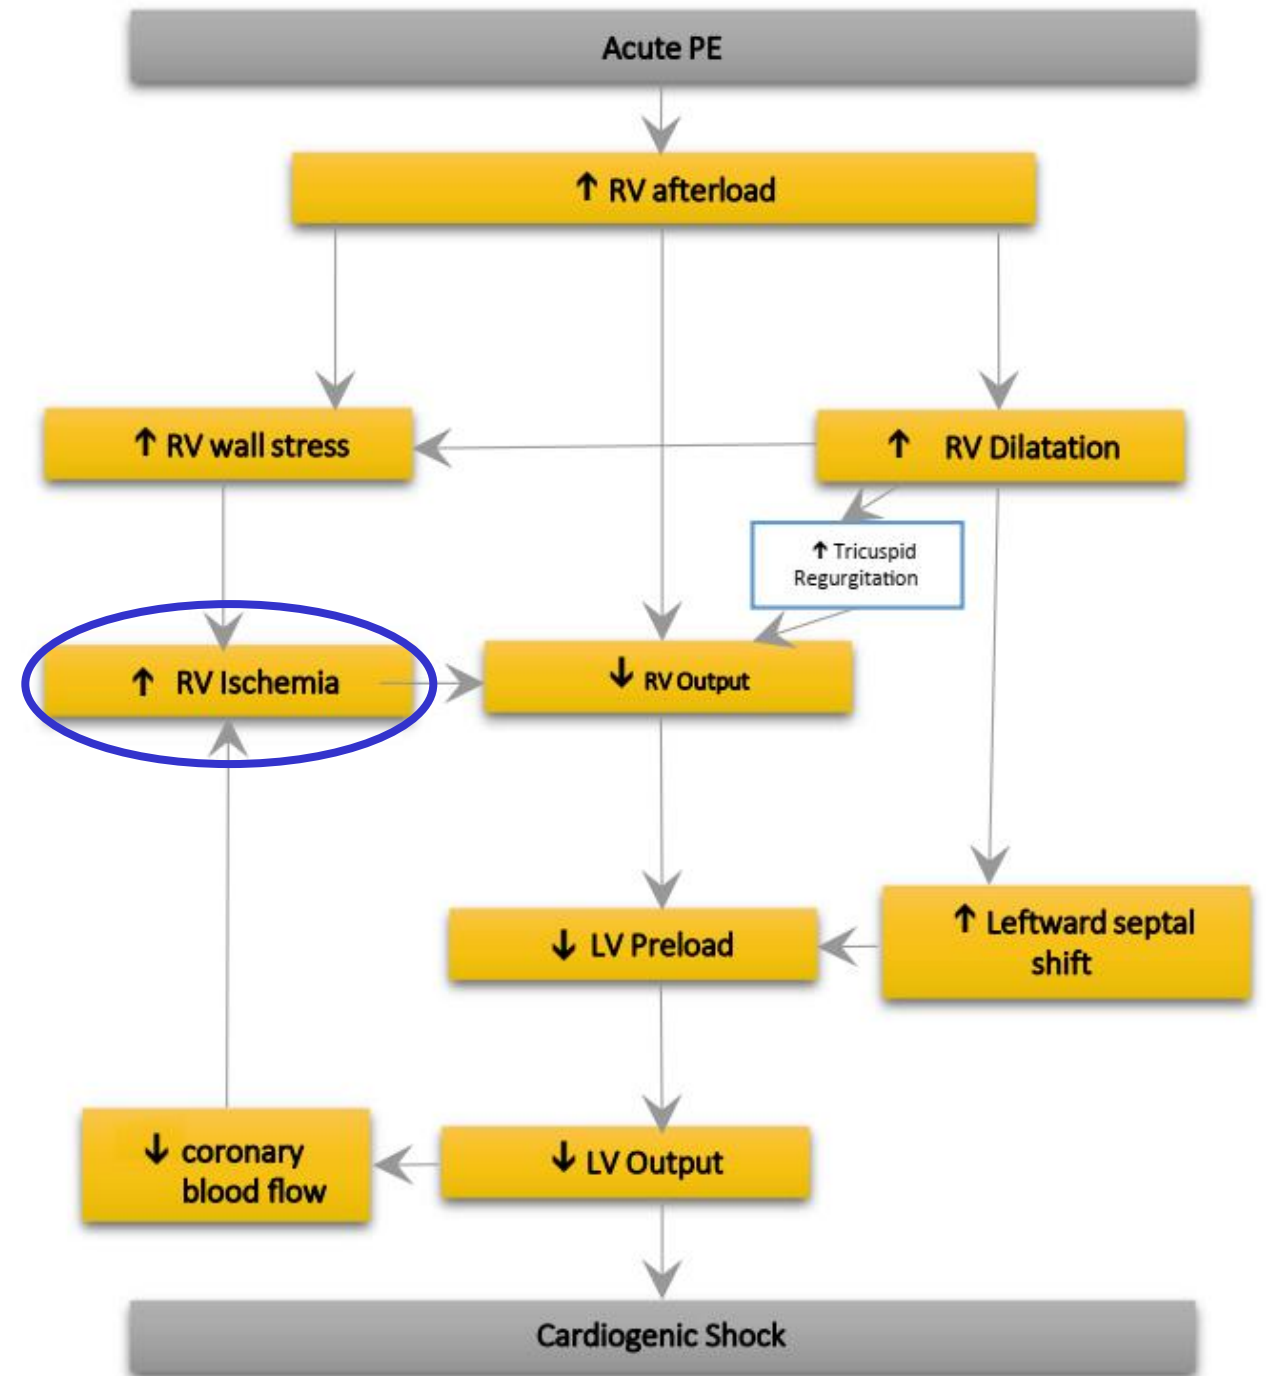 Acute PE
↑ RV afterload
↑ RV wall stress
↑ RV Dilatation
↑ Tricuspid
Regurgitation
↑ RV Ischemia
↓ RV Output
↓ LV Preload
↑ Leftward septal
shift
↓ coronary
blood flow
↓ LV Output
Cardiogenic Shock